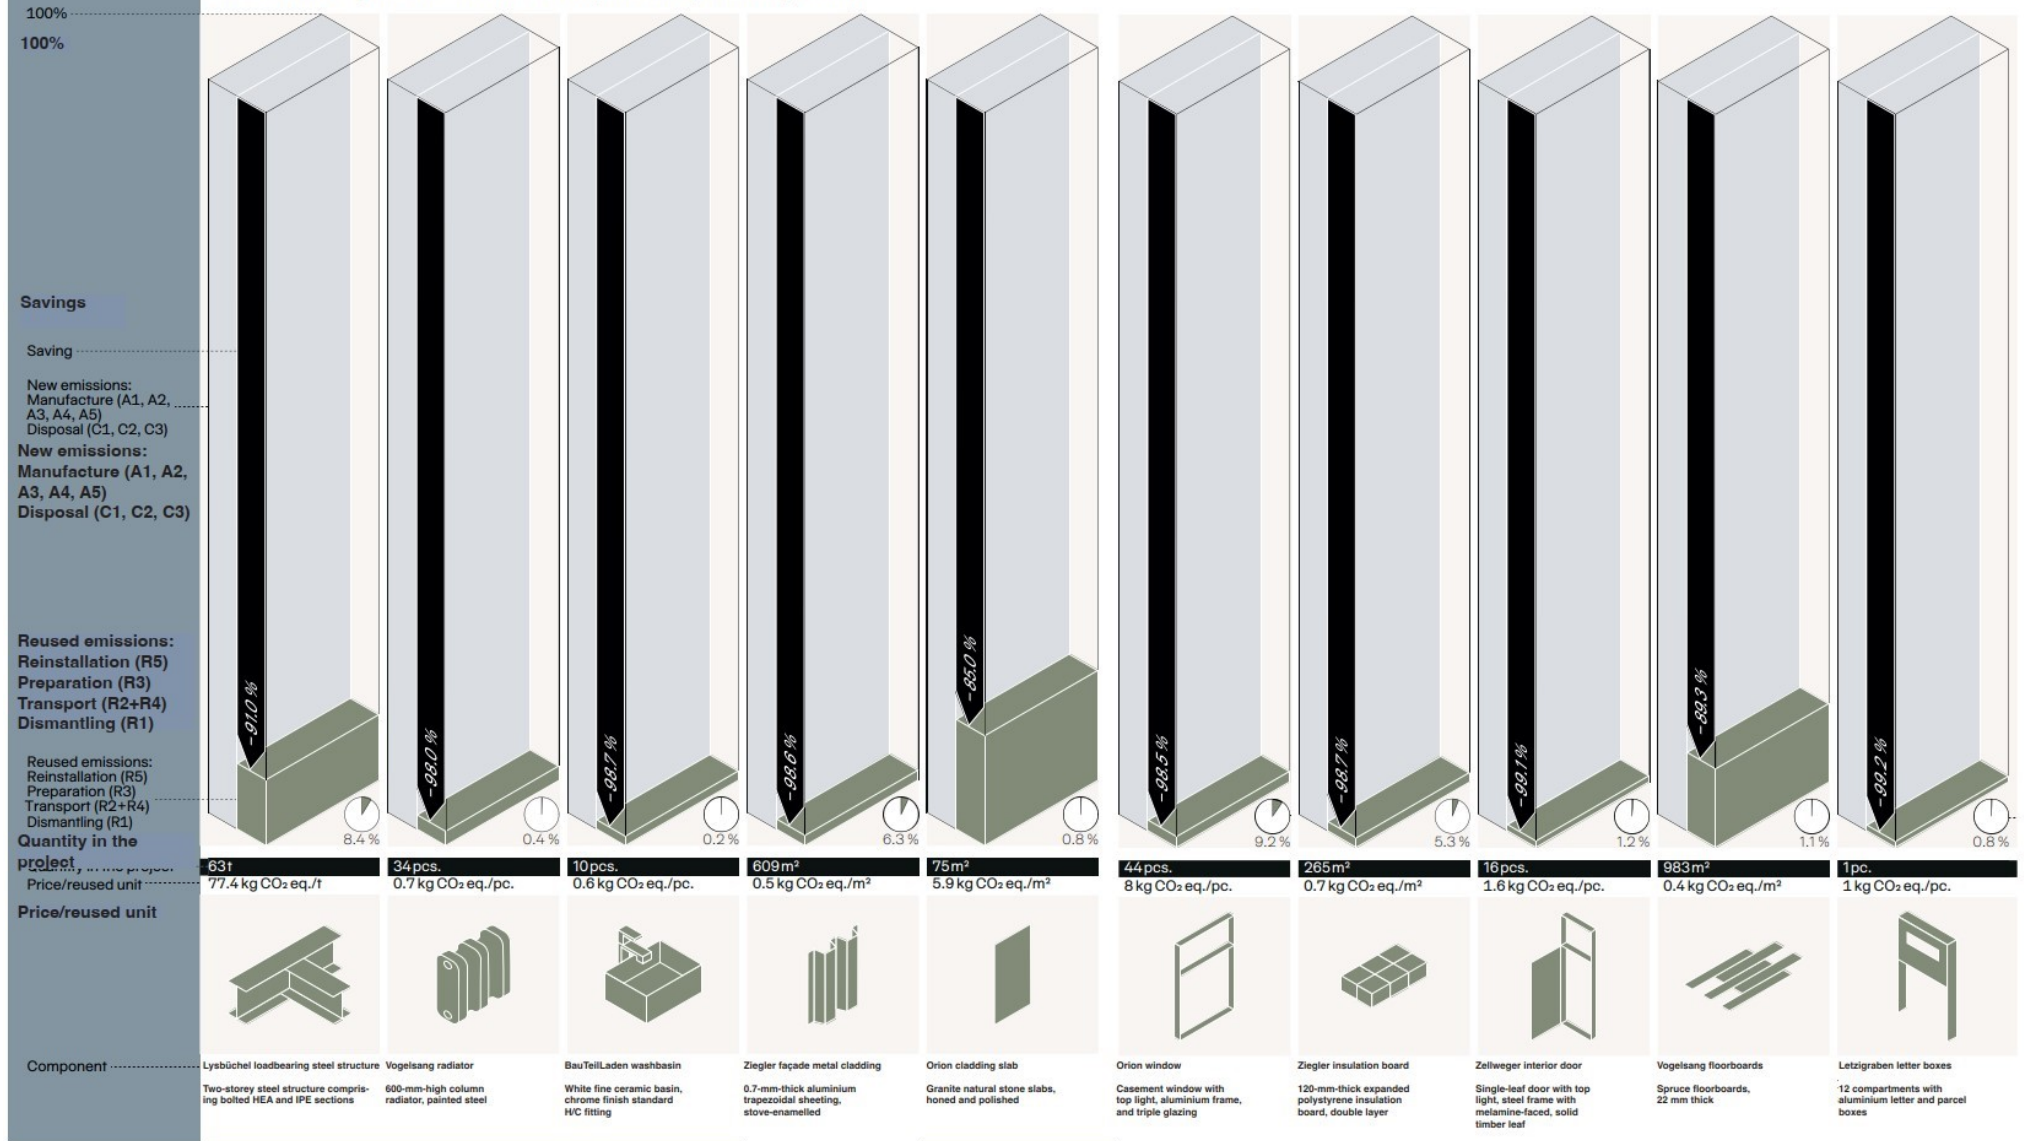 100%
100%
Savings
Saving
New emissions:
Manufacture (A1, A2,
A3, A4, A5)
Disposal (C1, C2, C3)
New emissions:
Manufacture (A1, A2,
A3, A4, A5)
Disposal (C1, C2, C3)
Reused emissions:
Reinstallation (R5)
Preparation (R3)
Transport (R2+R4)
Dismantling (R1)
Reused emissions:
Reinstallation (R5)
Preparation (R3)
Transport (R2+R4)
Dismantling (R1)
Quantity in the
project
Price/reused unit
Price/reused unit
Component
-91.0 %
8.4 %
63 t
77.4 kg CO₂ eq./t
Lysbüchel loadbearing steel structure
Two-storey steel structure compris-
ing bolted HEA and IPE sections
-98.0 %
0.4 %
34 pcs.
0.7 kg CO₂ eq./pc.
Vogelsang radiator
600-mm-high column
radiator, painted steel
-98.7 %
0.2 %
10 pcs.
0.6 kg CO₂ eq./pc.
BauTeilLaden washbasin
White fine ceramic basin,
chrome finish standard
H/C fitting
-98.6 %
6.3 %
609 m²
0.5 kg CO₂ eq./m²
Ziegler façade metal cladding
0.7-mm-thick aluminium
trapezoidal sheeting,
stove-enamelled
-85.0 %
0.8 %
75 m²
5.9 kg CO₂ eq./m²
Orion cladding slab
Granite natural stone slabs,
honed and polished
-98.5 %
9.2 %
44 pcs.
8 kg CO₂ eq./pc.
Orion window
Casement window with
top light, aluminium frame,
and triple glazing
-98.7 %
5.3 %
265 m²
0.7 kg CO₂ eq./m²
Ziegler insulation board
120-mm-thick expanded
polystyrene insulation
board, double layer
-99.1 %
1.2 %
16 pcs.
1.6 kg CO₂ eq./pc.
Zellweger interior door
Single-leaf door with top
light, steel frame with
melamine-faced, solid
timber leaf
-89.3 %
1.1 %
983 m²
0.4 kg CO₂ eq./m²
Vogelsang floorboards
Spruce floorboards,
22 mm thick
-99.2 %
0.8 %
1 pc.
1 kg CO₂ eq./pc.
Letzigraben letter boxes
12 compartments with
aluminium letter and parcel
boxes